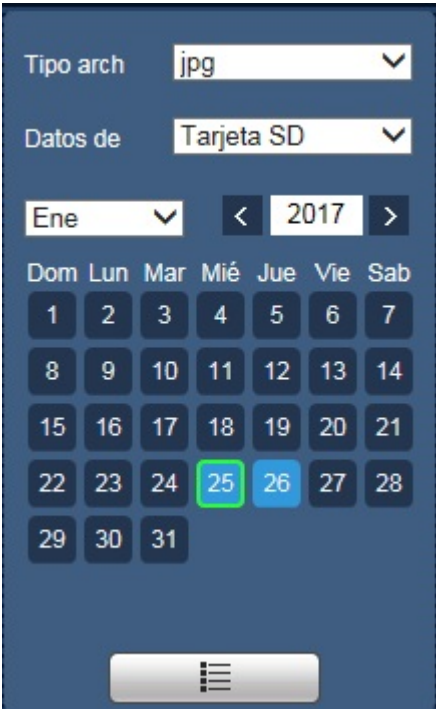 Tipo arch jpg
Datos de Tarjeta SD
Ene < 2017 >
Dom Lun Mar Mié Jue Vie Sab
1 2 3 4 5 6 7
8 9 10 11 12 13 14
15 16 17 18 19 20 21
22 23 24 25 26 27 28
29 30 31